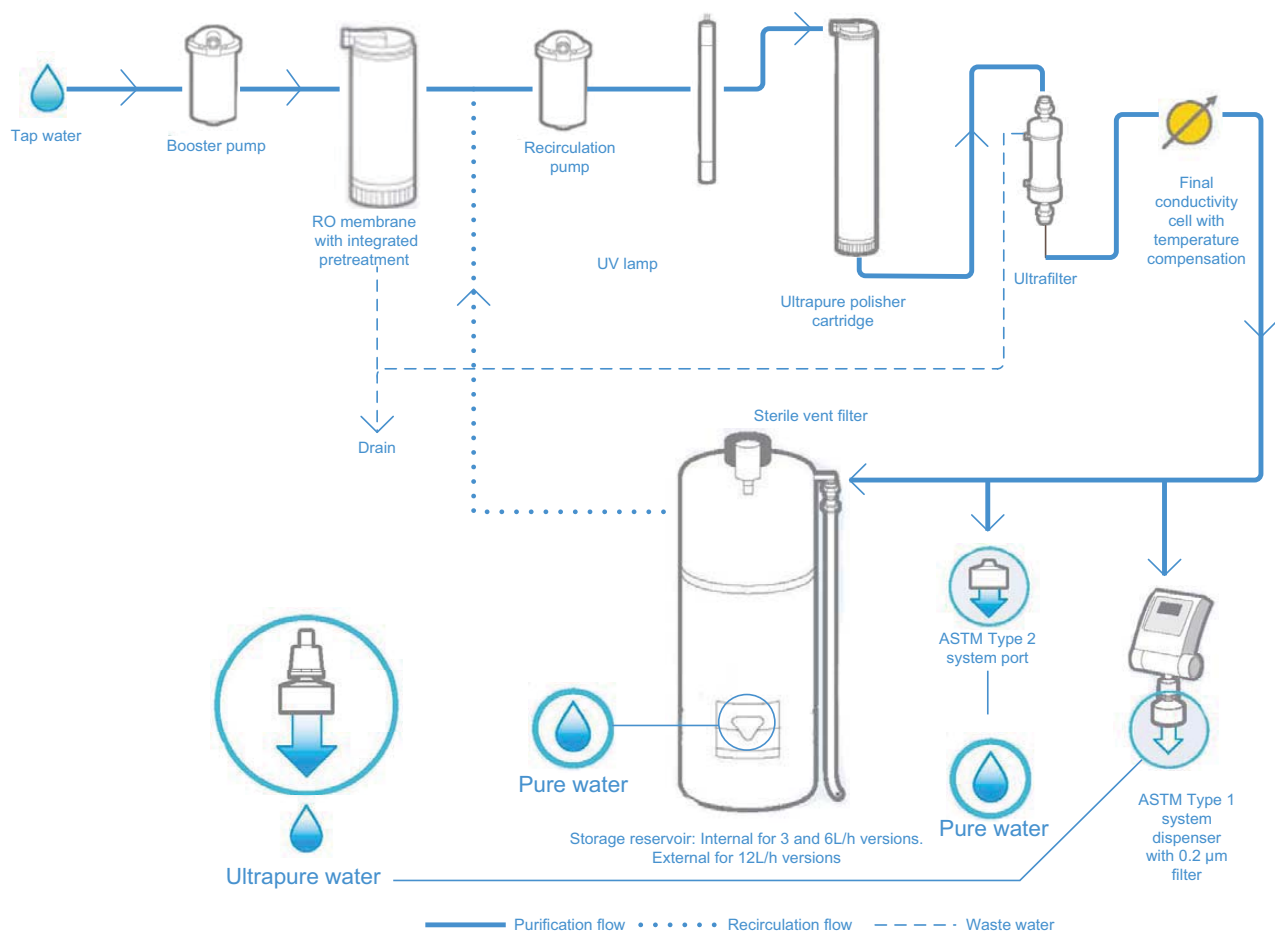 Tap water
Booster pump
RO membrane
with integrated
pretreatment
Recirculation
pump
UV lamp
Ultrapure polisher
cartridge
Ultrafilter
Final
conductivity
cell with
temperature
compensation
Drain
Sterile vent filter
ASTM Type 2
system port
Pure water
Pure water
ASTM Type 1
system
dispenser
with 0.2 µm
filter
Storage reservoir: Internal for 3 and 6L/h versions.
External for 12L/h versions
Ultrapure water
Purification flow
Recirculation flow
Waste water